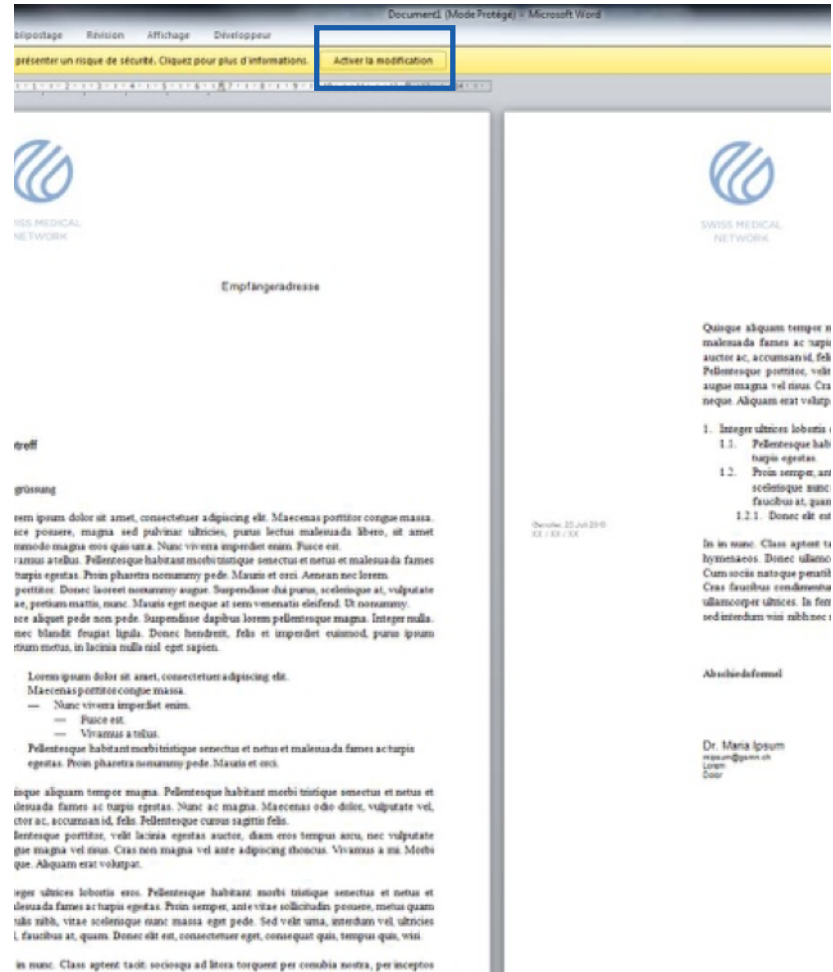 Document1 (Mode Protégé) - Microsoft Word
blipostage Révision Affichage Développeur
présenter un risque de sécurité. Cliquez pour plus d'informations. Activer la modification
ISS MEDICAL
NETWORK
Empfängeradresse
treff
grüssung
rem ipsum dolor sit amet, consectetuer adipiscing elit. Maecenas porttitor congue massa.
sce posuere, magna sed pulvinar ultricies, purus lectus malesuada libero, sit amet
mmodo magna eros quis urna. Nunc viverra imperdiet enim. Fusce est.
vamus a tellus. Pellentesque habitant morbi tristique senectus et netus et malesuada fames
turpis egestas. Proin pharetra nonummy pede. Mauris et orci. Aenean nec lorem.
porttitor. Donec laoreet nonummy augue. Suspendisse dui purus, scelerisque at, vulputate
ae, pretium mattis, nunc. Mauris eget neque at sem venenatis eleifend. Ut nonummy.
sce aliquet pede non pede. Suspendisse dapibus lorem pellentesque magna. Integer nulla.
nec blandit feugiat ligula. Donec hendrerit, felis et imperdiet euismod, purus ipsum
etium metus, in lacinia nulla nisl eget sapien.
Lorem ipsum dolor sit amet, consectetuer adipiscing elit.
Maecenas porttitor congue massa.
— Nunc viverra imperdiet enim.
— Fusce est.
— Vivamus a tellus.
Pellentesque habitant morbi tristique senectus et netus et malesuada fames ac turpis
egestas. Proin pharetra nonummy pede. Mauris et orci.
isque aliquam tempor magna. Pellentesque habitant morbi tristique senectus et netus et
lesuada fames ac turpis egestas. Nunc ac magna. Maecenas odio dolor, vulputate vel,
ctor ac, accumsan id, felis. Pellentesque cursus sagittis felis.
llentesque porttitor, velit lacinia egestas auctor, diam eros tempus arcu, nec vulputate
gue magna vel risus. Cras non magna vel ante adipiscing rhoncus. Vivamus a mi. Morbi
que. Aliquam erat volutpat.
eger ultrices lobortis eros. Pellentesque habitant morbi tristique senectus et netus et
lesuada fames ac turpis egestas. Proin semper, ante vitae sollicitudin posuere, metus quam
ulis nibh, vitae scelerisque nunc massa eget pede. Sed velit urna, interdum vel, ultricies
l, faucibus at, quam. Donec elit est, consectetuer eget, consequat quis, tempus quis, wisi.
in nunc. Class aptent taciti sociosqu ad litora torquent per conubia nostra, per inceptos
SWISS MEDICAL
NETWORK
Quisque aliquam tempor m
malesuada fames ac turpis
auctor ac, accumsan id, feli
Pellentesque porttitor, velit
augue magna vel risus. Cra
neque. Aliquam erat volutp
1. Integer ultrices lobortis e
1.1. Pellentesque habi
turpis egestas.
1.2. Proin semper, ant
scelerisque nunc
faucibus at, quam
1.2.1. Donec elit est
Genolier, 20 Juli 2015
XX / XX / XX
In in nunc. Class aptent ta
hymenaeos. Donec ullamco
Cum sociis natoque penatib
Cras faucibus condimentu
ullamcorper ultrices. In fer
sed interdum wisi nibh nec
Abschiedsformel
Dr. Maria Ipsum
mipsum@gsmn.ch
Lorem
Dolor